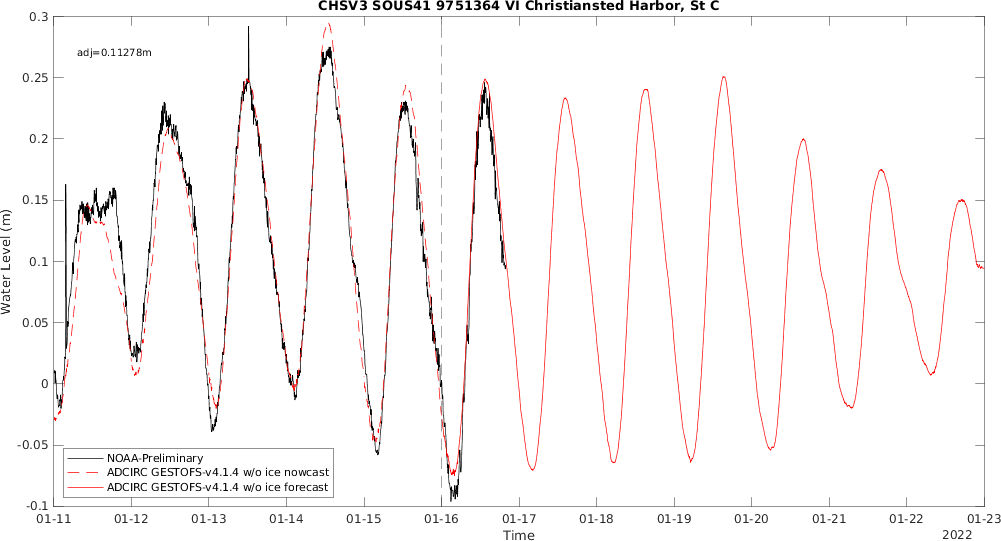 CHSV3 SOUS41 9751364 VI Christiansted Harbor, St C
adj=0.11278m
0.3
0.25
0.2
0.15
0.1
0.05
0
-0.05
-0.1
Water Level (m)
NOAA-Preliminary
ADCIRC GESTOFS-v4.1.4 w/o ice nowcast
ADCIRC GESTOFS-v4.1.4 w/o ice forecast
01-11 01-12 01-13 01-14 01-15 01-16 01-17 01-18 01-19 01-20 01-21 01-22 01-23
Time
2022